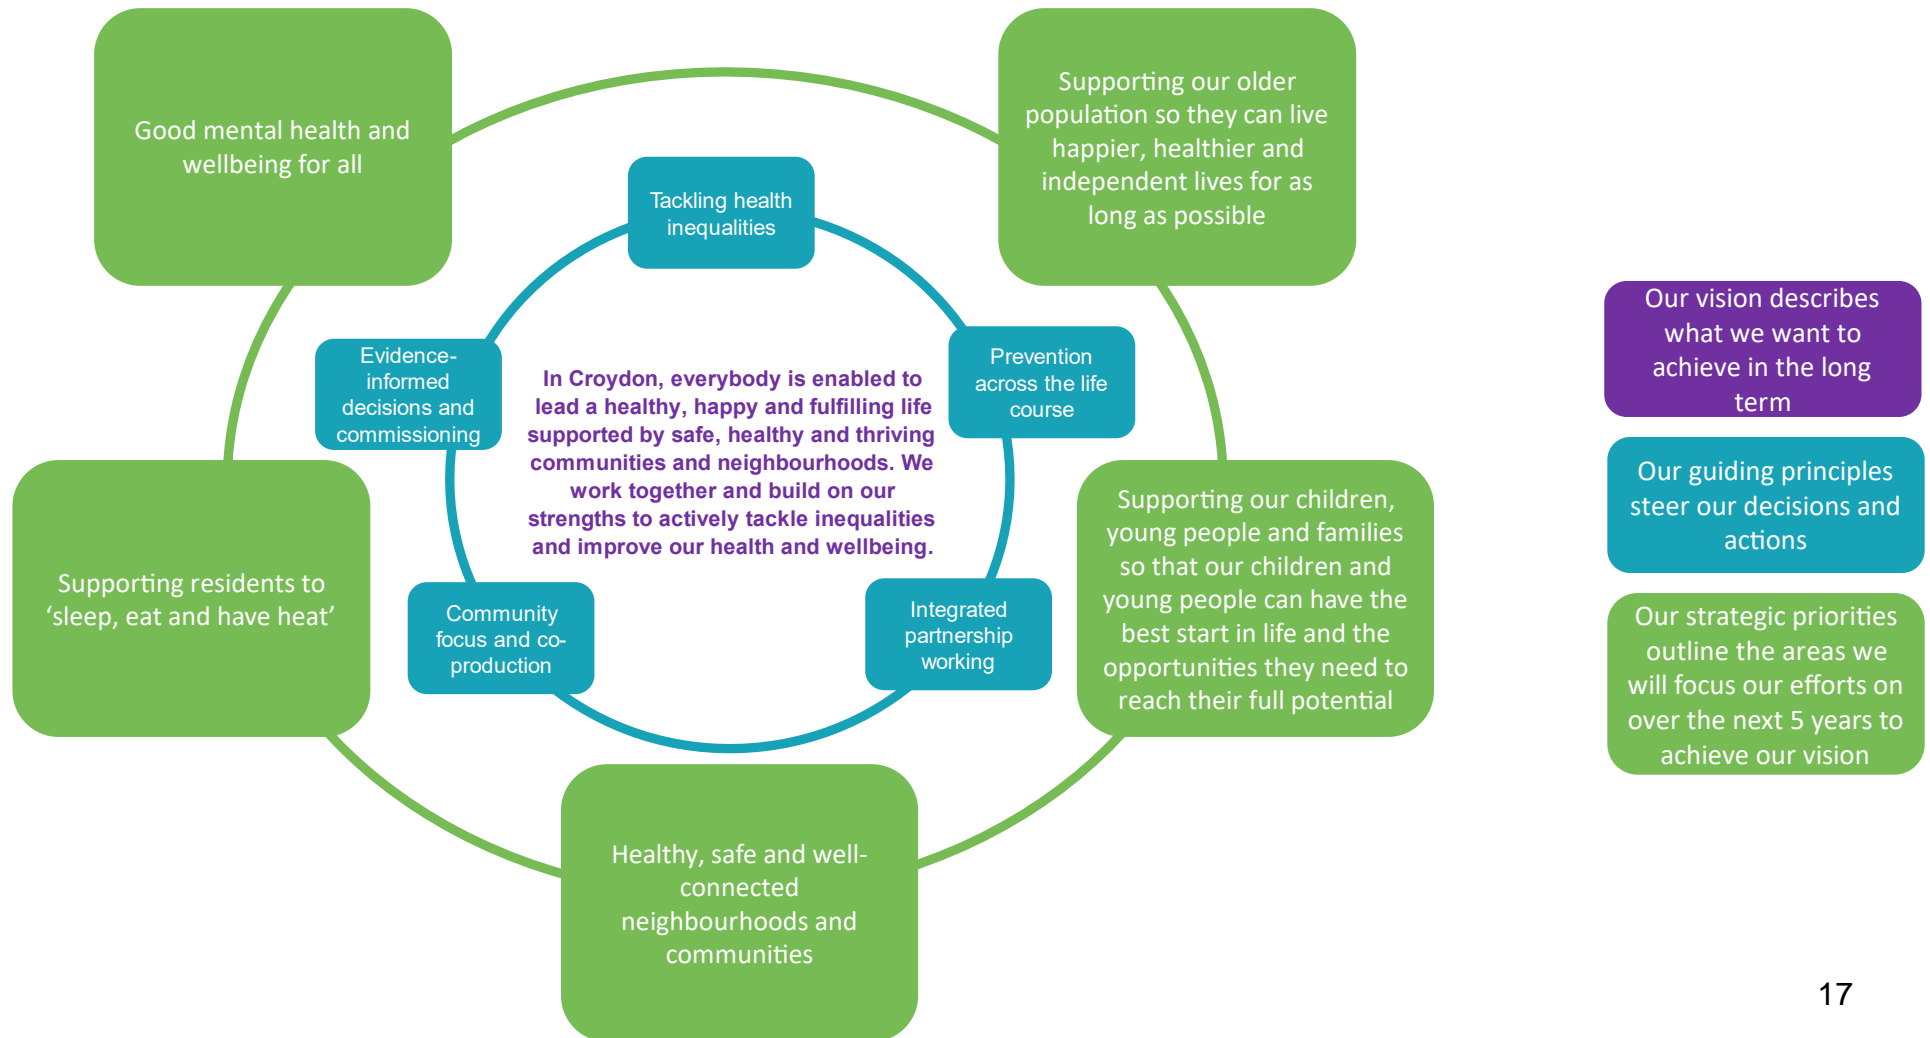 Good mental health and
wellbeing for all
Supporting our older
population so they can live
happier, healthier and
independent lives for as
long as possible
Tackling health
inequalities
Evidence-
informed
decisions and
commissioning
Prevention
across the life
course
In Croydon, everybody is enabled to
lead a healthy, happy and fulfilling life
supported by safe, healthy and thriving
communities and neighbourhoods. We
work together and build on our
strengths to actively tackle inequalities
and improve our health and wellbeing.
Supporting residents to
‘sleep, eat and have heat’
Community
focus and co-
production
Integrated
partnership
working
Supporting our children,
young people and families
so that our children and
young people can have the
best start in life and the
opportunities they need to
reach their full potential
Healthy, safe and well-
connected
neighbourhoods and
communities
Our vision describes
what we want to
achieve in the long
term
Our guiding principles
steer our decisions and
actions
Our strategic priorities
outline the areas we
will focus our efforts on
over the next 5 years to
achieve our vision
17